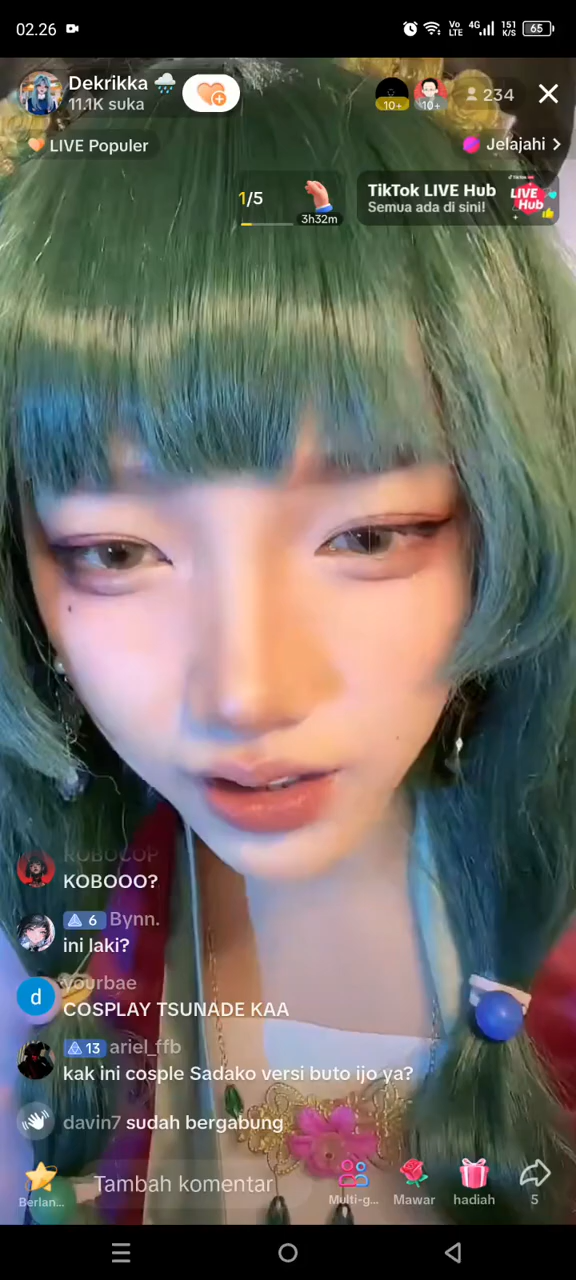 02.26
Vo LTE
4G
151 K/S
65
Dekrikka 🌧️
11.1K suka
10+
10+
234
LIVE Populer
Jelajahi >
1/5
3h32m
TikTok LIVE Hub
Semua ada di sini!
TikTok
LIVE Hub
ROBOCOP
KOBOOO?
6 Bynn.
ini laki?
d
yourbae
COSPLAY TSUNADE KAA
13 ariel_ffb
kak ini cosple Sadako versi buto ijo ya?
davin7 sudah bergabung
Berlan...
Tambah komentar
Multi-g...
Mawar
hadiah
5